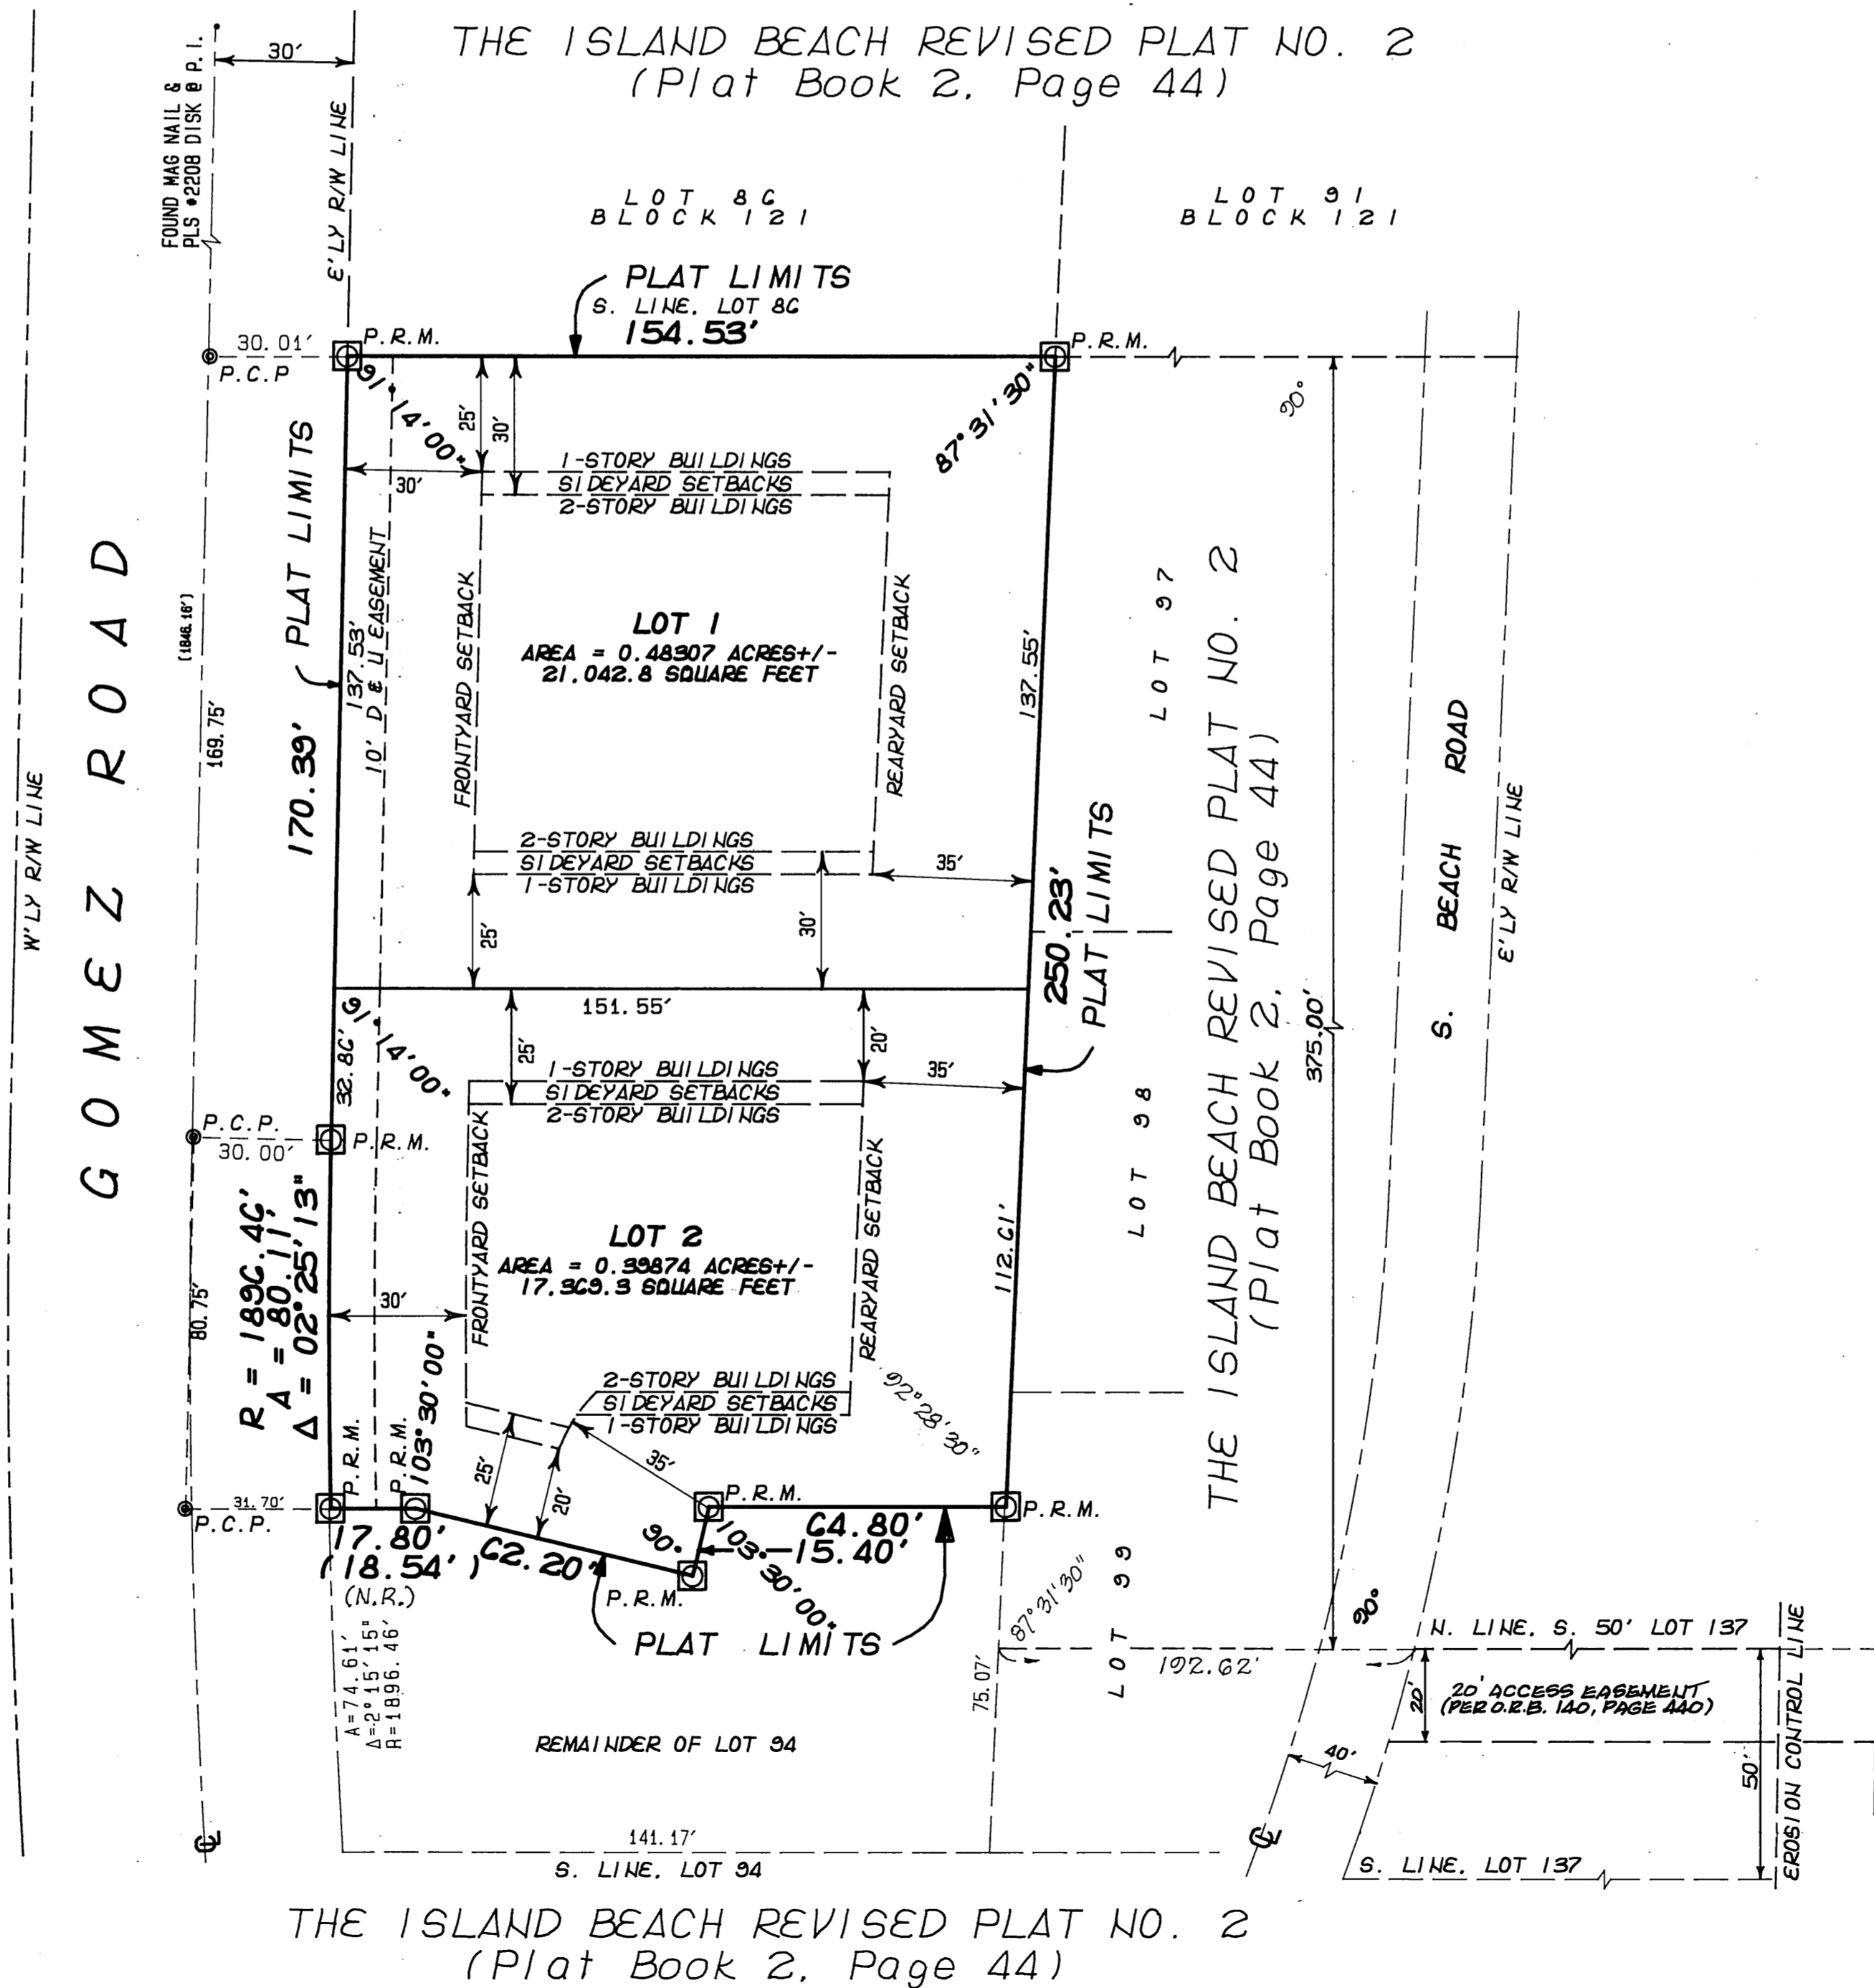 THE ISLAND BEACH REVISED PLAT NO. 2
(Plat Book 2, Page 44)
30'
FOUND MAG NAIL &
PLS #2208 DISK @ P.I.
E'LY R/W LINE
LOT 86
BLOCK 121
LOT 91
BLOCK 121
PLAT LIMITS
S. LINE, LOT 86
154.53'
30.01'
P.C.P
P.R.M.
P.R.M.
91°14'00"
87°31'30"
90°
25'
30'
30'
1-STORY BUILDINGS
SIDEYARD SETBACKS
2-STORY BUILDINGS
PLAT LIMITS
170.39'
137.53'
10' D & U EASEMENT
FRONTYARD SETBACK
LOT 1
AREA = 0.48307 ACRES+/-
21,042.8 SQUARE FEET
REARYARD SETBACK
137.55'
LOT 97
(1846.16')
169.75'
GOMEZ ROAD
W'LY R/W LINE
2-STORY BUILDINGS
SIDEYARD SETBACKS
1-STORY BUILDINGS
25'
30'
35'
250.23'
PLAT LIMITS
THE ISLAND BEACH REVISED PLAT NO. 2
(Plat Book 2, Page 44)
375.00'
S. BEACH ROAD
E'LY R/W LINE
151.55'
91°14'00"
32.86'
25'
20'
35'
1-STORY BUILDINGS
SIDEYARD SETBACKS
2-STORY BUILDINGS
P.C.P.
30.00'
P.R.M.
R = 1896.46'
A = 80.11'
Δ = 02°25'13"
80.75'
FRONTYARD SETBACK
LOT 2
AREA = 0.39874 ACRES+/-
17,369.3 SQUARE FEET
30'
REARYARD SETBACK
112.61'
LOT 98
2-STORY BUILDINGS
SIDEYARD SETBACKS
1-STORY BUILDINGS
92°28'30"
P.R.M.
P.R.M.
103°30'00"
25'
20'
35'
31.70'
P.C.P.
P.R.M.
P.R.M.
17.80'
(18.54')
(N.R.)
62.20'
90°
64.80'
15.40'
103°30'00"
P.R.M.
PLAT LIMITS
A=74.61'
Δ=2°15'15"
R=1896.46'
87°31'30"
LOT 99
75.07'
192.62'
90°
N. LINE, S. 50' LOT 137
20'
20' ACCESS EASEMENT
(PER O.R.B. 140, PAGE 440)
40'
50'
EROSION CONTROL LINE
REMAINDER OF LOT 94
℄
℄
141.17'
S. LINE, LOT 94
S. LINE, LOT 137
THE ISLAND BEACH REVISED PLAT NO. 2
(Plat Book 2, Page 44)